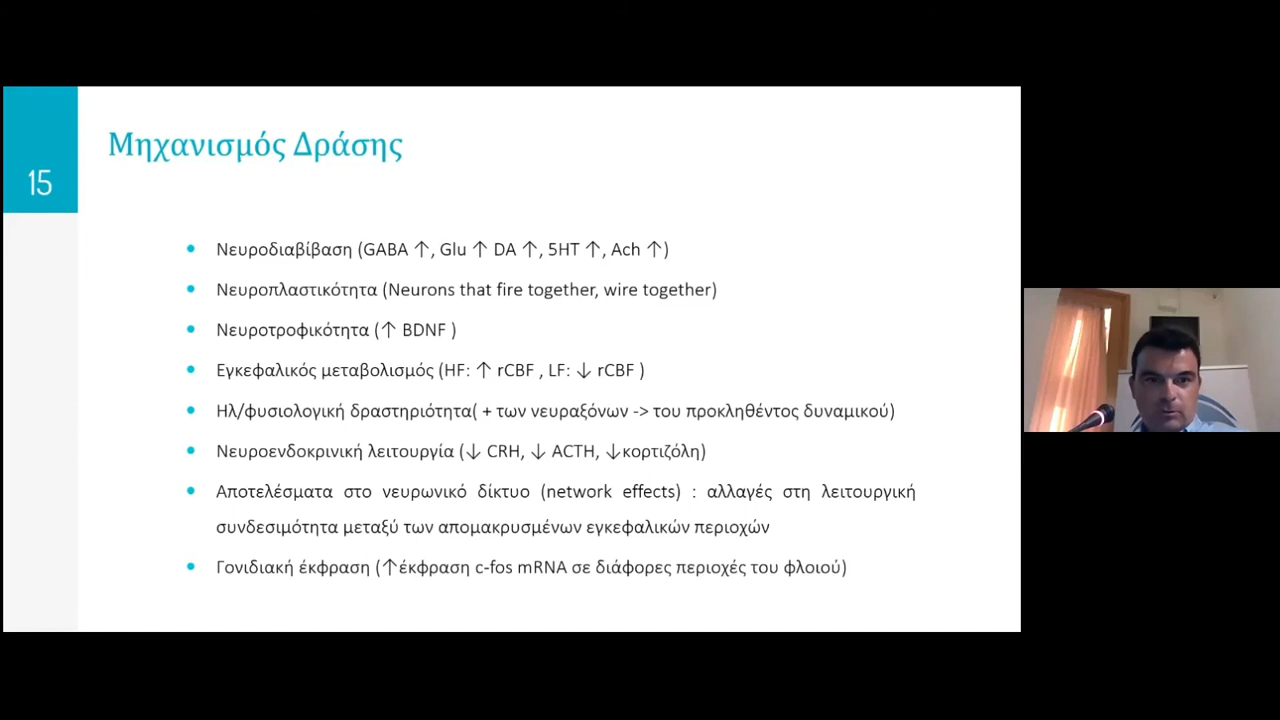 15
Μηχανισμός Δράσης
Νευροδιαβίβαση (GABA ↑, Glu ↑ DA ↑, 5HT ↑, Ach ↑)
Νευροπλαστικότητα (Neurons that fire together, wire together)
Νευροτροφικότητα (↑ BDNF )
Εγκεφαλικός μεταβολισμός (HF: ↑ rCBF , LF: ↓ rCBF )
Ηλ/φυσιολογική δραστηριότητα( + των νευραξόνων -> του προκληθέντος δυναμικού)
Νευροενδοκρινική λειτουργία (↓ CRH, ↓ ACTH, ↓κορτιζόλη)
Αποτελέσματα στο νευρωνικό δίκτυο (network effects) : αλλαγές στη λειτουργική
συνδεσιμότητα μεταξύ των απομακρυσμένων εγκεφαλικών περιοχών
Γονιδιακή έκφραση (↑έκφραση c-fos mRNA σε διάφορες περιοχές του φλοιού)